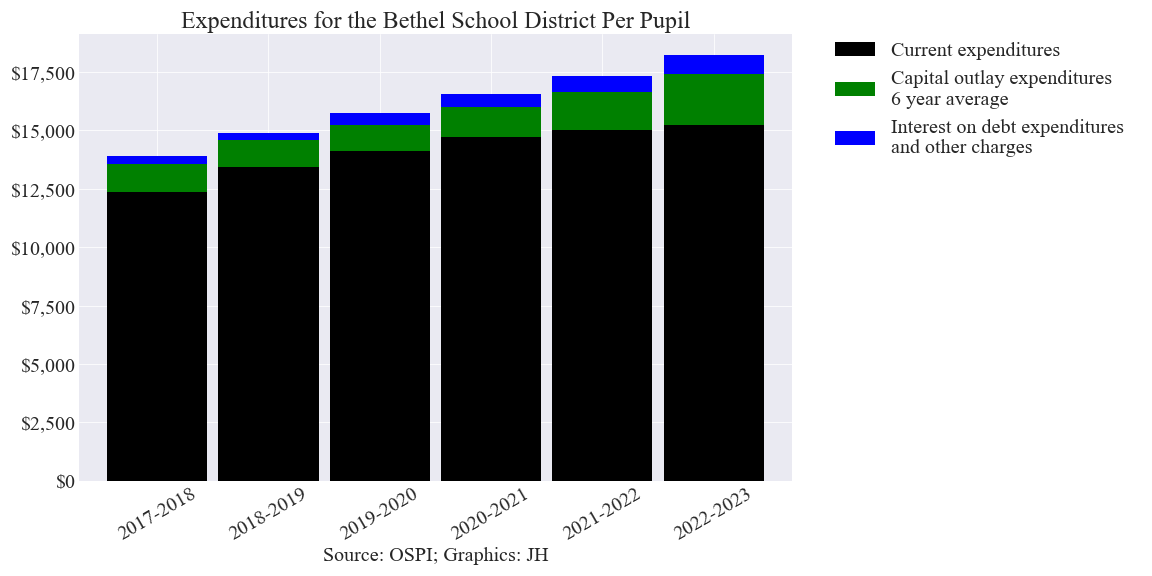 Expenditures for the Bethel School District Per Pupil
$17,500
$15,000
$12,500
$10,000
$7,500
$5,000
$2,500
$0
2017-2018
2018-2019
2019-2020
2020-2021
2021-2022
2022-2023
Source: OSPI; Graphics: JH
Current expenditures
Capital outlay expenditures
6 year average
Interest on debt expenditures
and other charges